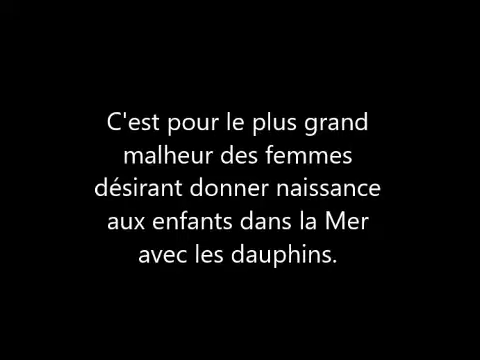 C'est pour le plus grand
malheur des femmes
désirant donner naissance
aux enfants dans la Mer
avec les dauphins.